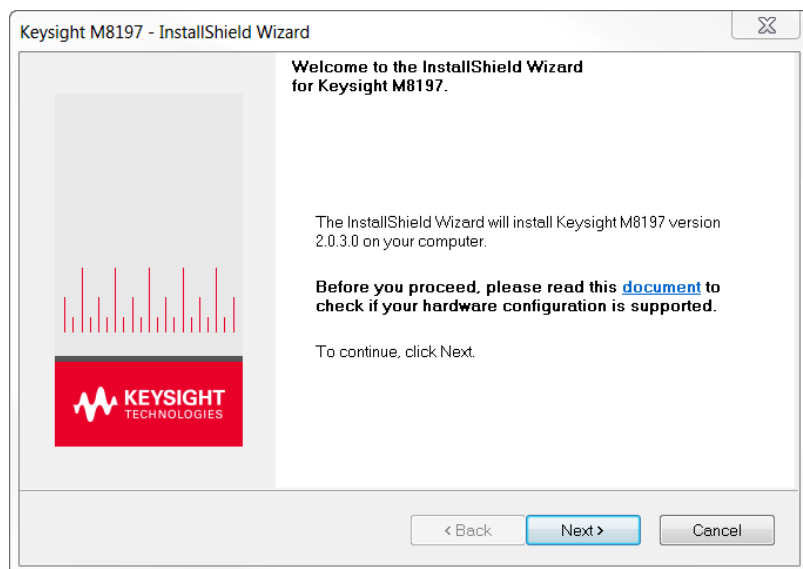 Keysight M8197 - InstallShield Wizard
Welcome to the InstallShield Wizard
for Keysight M8197.
The InstallShield Wizard will install Keysight M8197 version
2.0.3.0 on your computer.
Before you proceed, please read this document to
check if your hardware configuration is supported.
To continue, click Next.
KEYSIGHT
TECHNOLOGIES
< Back
Next >
Cancel